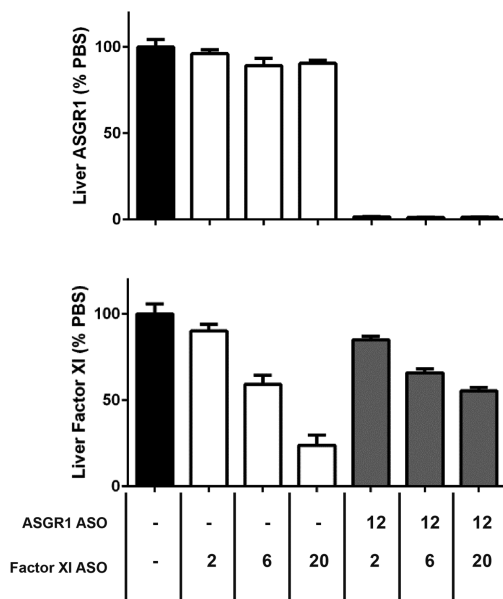 Liver ASGR1 (% PBS)
100
50
0
Liver Factor XI (% PBS)
100
50
0
ASGR1 ASO - - - - 12 12 12
Factor XI ASO - 2 6 20 2 6 20